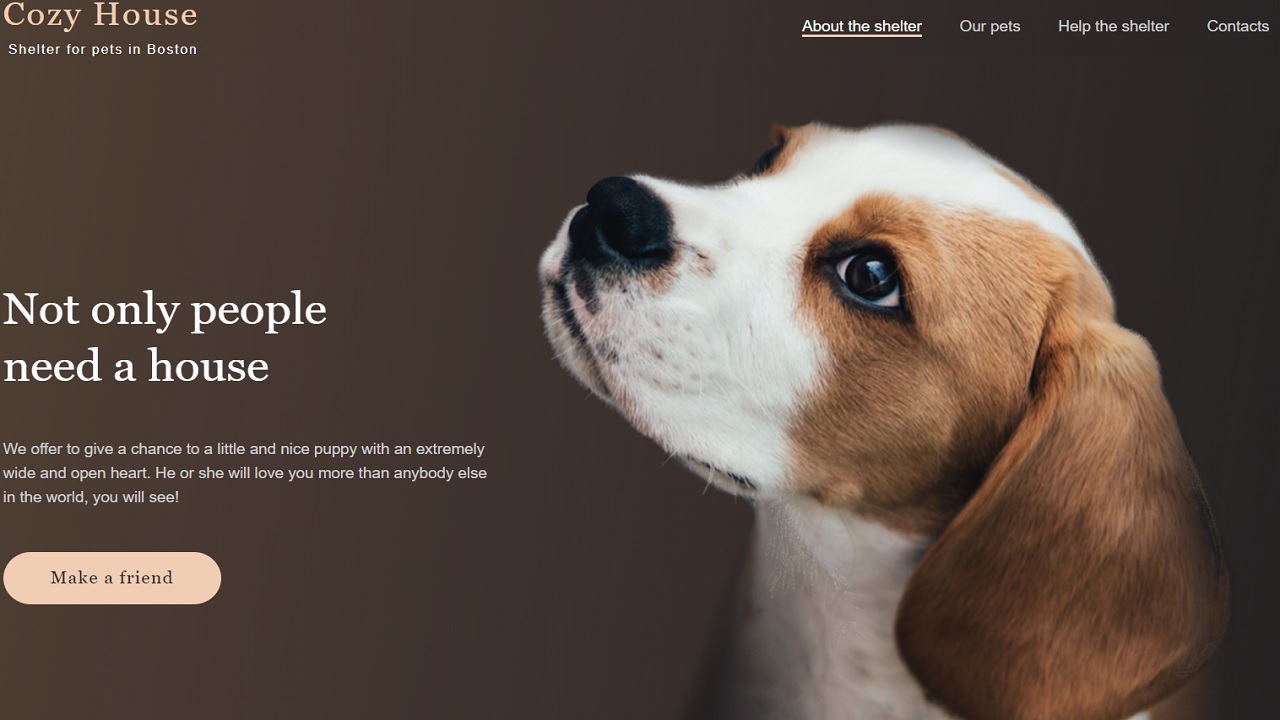 Cozy House
Shelter for pets in Boston
About the shelter
Our pets
Help the shelter
Contacts
Not only people
need a house
We offer to give a chance to a little and nice puppy with an extremely
wide and open heart. He or she will love you more than anybody else
in the world, you will see!
Make a friend